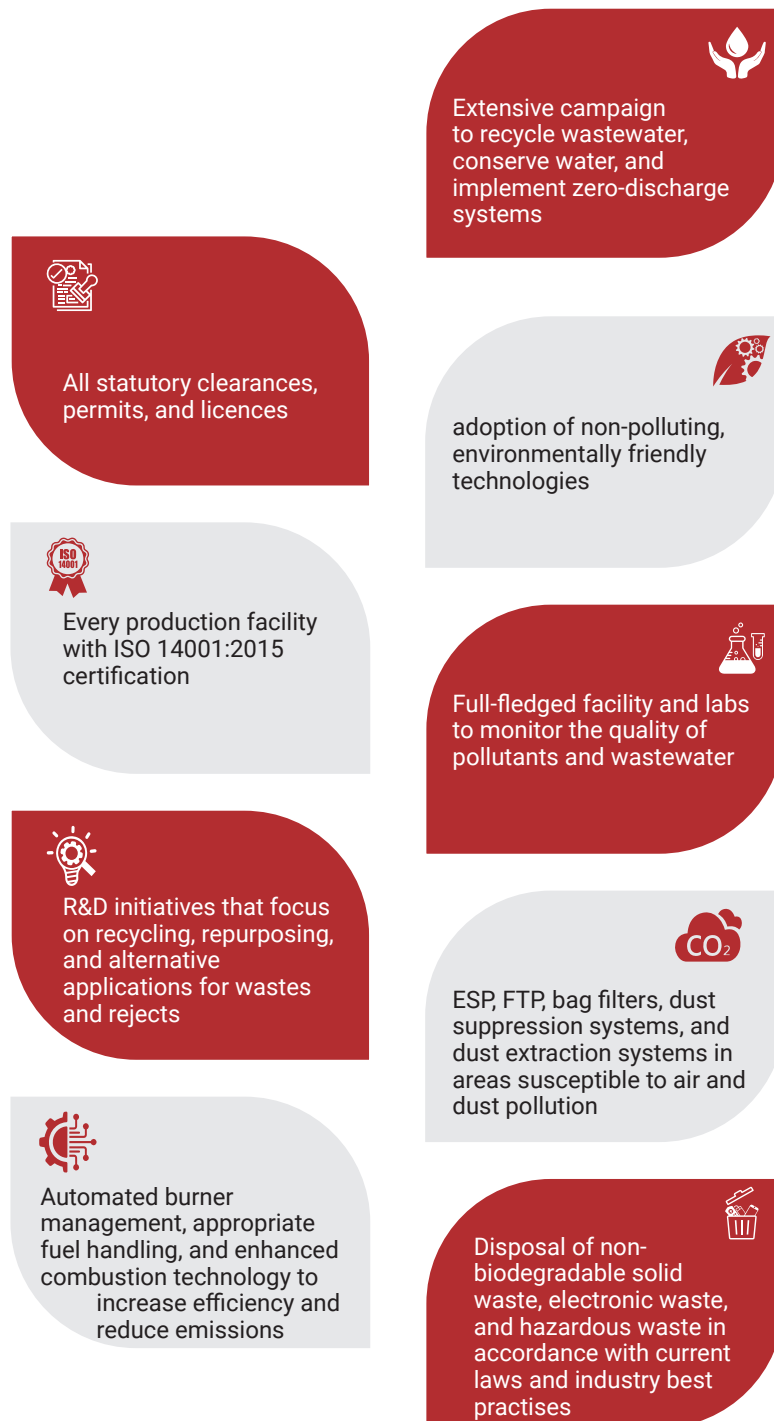 Extensive campaign
to recycle wastewater,
conserve water, and
implement zero-discharge
systems
All statutory clearances,
permits, and licences
adoption of non-polluting,
environmentally friendly
technologies
ISO
14001
Every production facility
with ISO 14001:2015
certification
Full-fledged facility and labs
to monitor the quality of
pollutants and wastewater
R&D initiatives that focus
on recycling, repurposing,
and alternative
applications for wastes
and rejects
CO2
ESP, FTP, bag filters, dust
suppression systems, and
dust extraction systems in
areas susceptible to air and
dust pollution
Automated burner
management, appropriate
fuel handling, and enhanced
combustion technology to
increase efficiency and
reduce emissions
Disposal of non-
biodegradable solid
waste, electronic waste,
and hazardous waste in
accordance with current
laws and industry best
practises